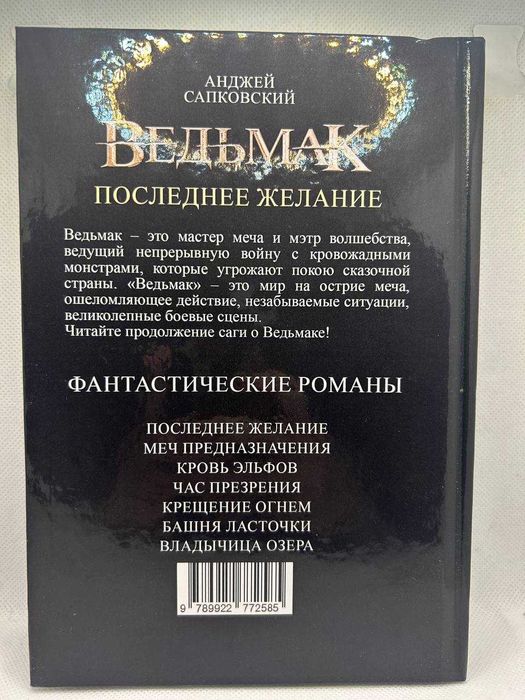 АНДЖЕЙ
САПКОВСКИЙ
ВЕДЬМАК
ПОСЛЕДНЕЕ ЖЕЛАНИЕ
Ведьмак – это мастер меча и мэтр волшебства,
ведущий непрерывную войну с кровожадными
монстрами, которые угрожают покою сказочной
страны. «Ведьмак» – это мир на острие меча,
ошеломляющее действие, незабываемые ситуации,
великолепные боевые сцены.
Читайте продолжение саги о Ведьмаке!
ФАНТАСТИЧЕСКИЕ РОМАНЫ
ПОСЛЕДНЕЕ ЖЕЛАНИЕ
МЕЧ ПРЕДНАЗНАЧЕНИЯ
КРОВЬ ЭЛЬФОВ
ЧАС ПРЕЗРЕНИЯ
КРЕЩЕНИЕ ОГНЕМ
БАШНЯ ЛАСТОЧКИ
ВЛАДЫЧИЦА ОЗЕРА
9 789922 772585